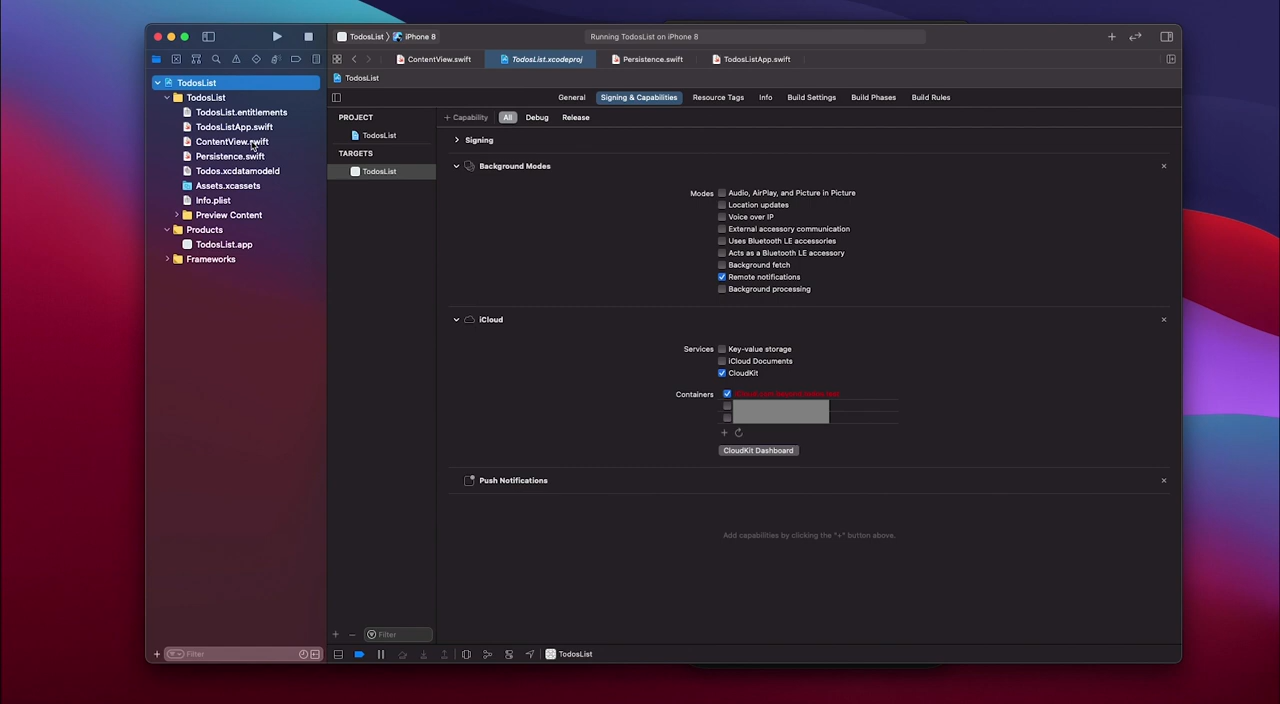 TodosList 〉 iPhone 8
Running TodosList on iPhone 8
ContentView.swift
TodosList.xcodeproj
Persistence.swift
TodosListApp.swift
TodosList
General
Signing & Capabilities
Resource Tags
Info
Build Settings
Build Phases
Build Rules
TodosList
TodosList
TodosList.entitlements
TodosListApp.swift
ContentView.swift
Persistence.swift
Todos.xcdatamodeld
Assets.xcassets
Info.plist
Preview Content
Products
TodosList.app
Frameworks
Filter
PROJECT
TodosList
TARGETS
TodosList
Filter
+ Capability
All
Debug
Release
Signing
Background Modes
Modes
Audio, AirPlay, and Picture in Picture
Location updates
Voice over IP
External accessory communication
Uses Bluetooth LE accessories
Acts as a Bluetooth LE accessory
Background fetch
Remote notifications
Background processing
iCloud
Services
Key-value storage
iCloud Documents
CloudKit
Containers
CloudKit Dashboard
Push Notifications
Add capabilities by clicking the "+" button above.
TodosList